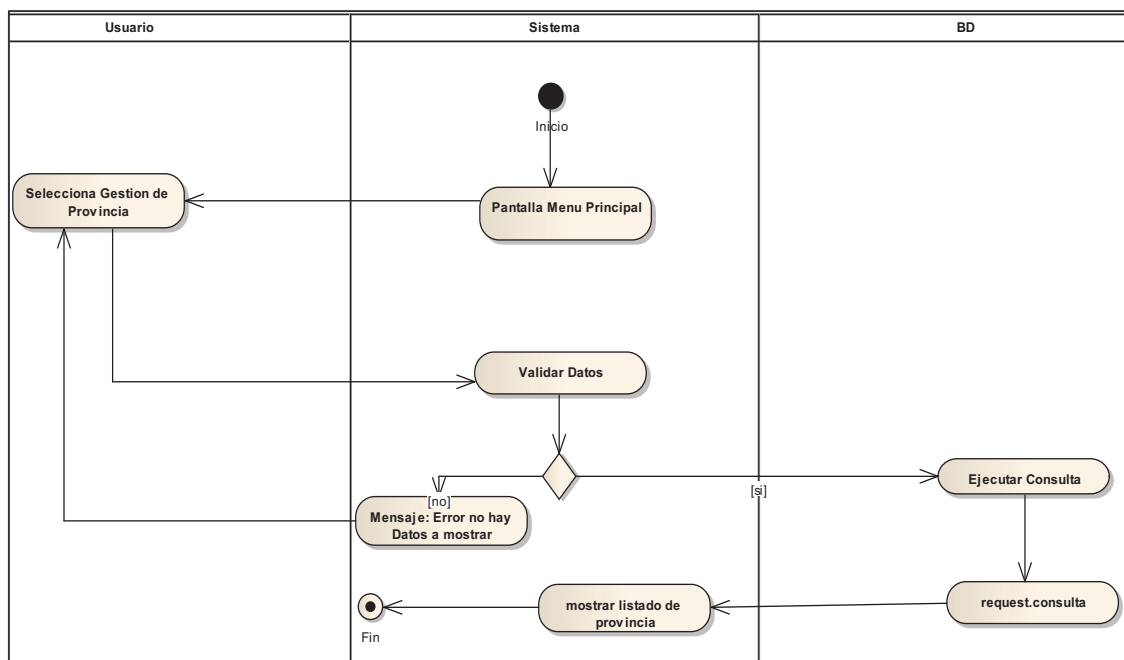 Usuario
Sistema
BD
Inicio
Selecciona Gestion de
Provincia
Pantalla Menu Principal
Validar Datos
[no]
[si]
Ejecutar Consulta
Mensaje: Error no hay
Datos a mostrar
request.consulta
mostrar listado de
provincia
Fin